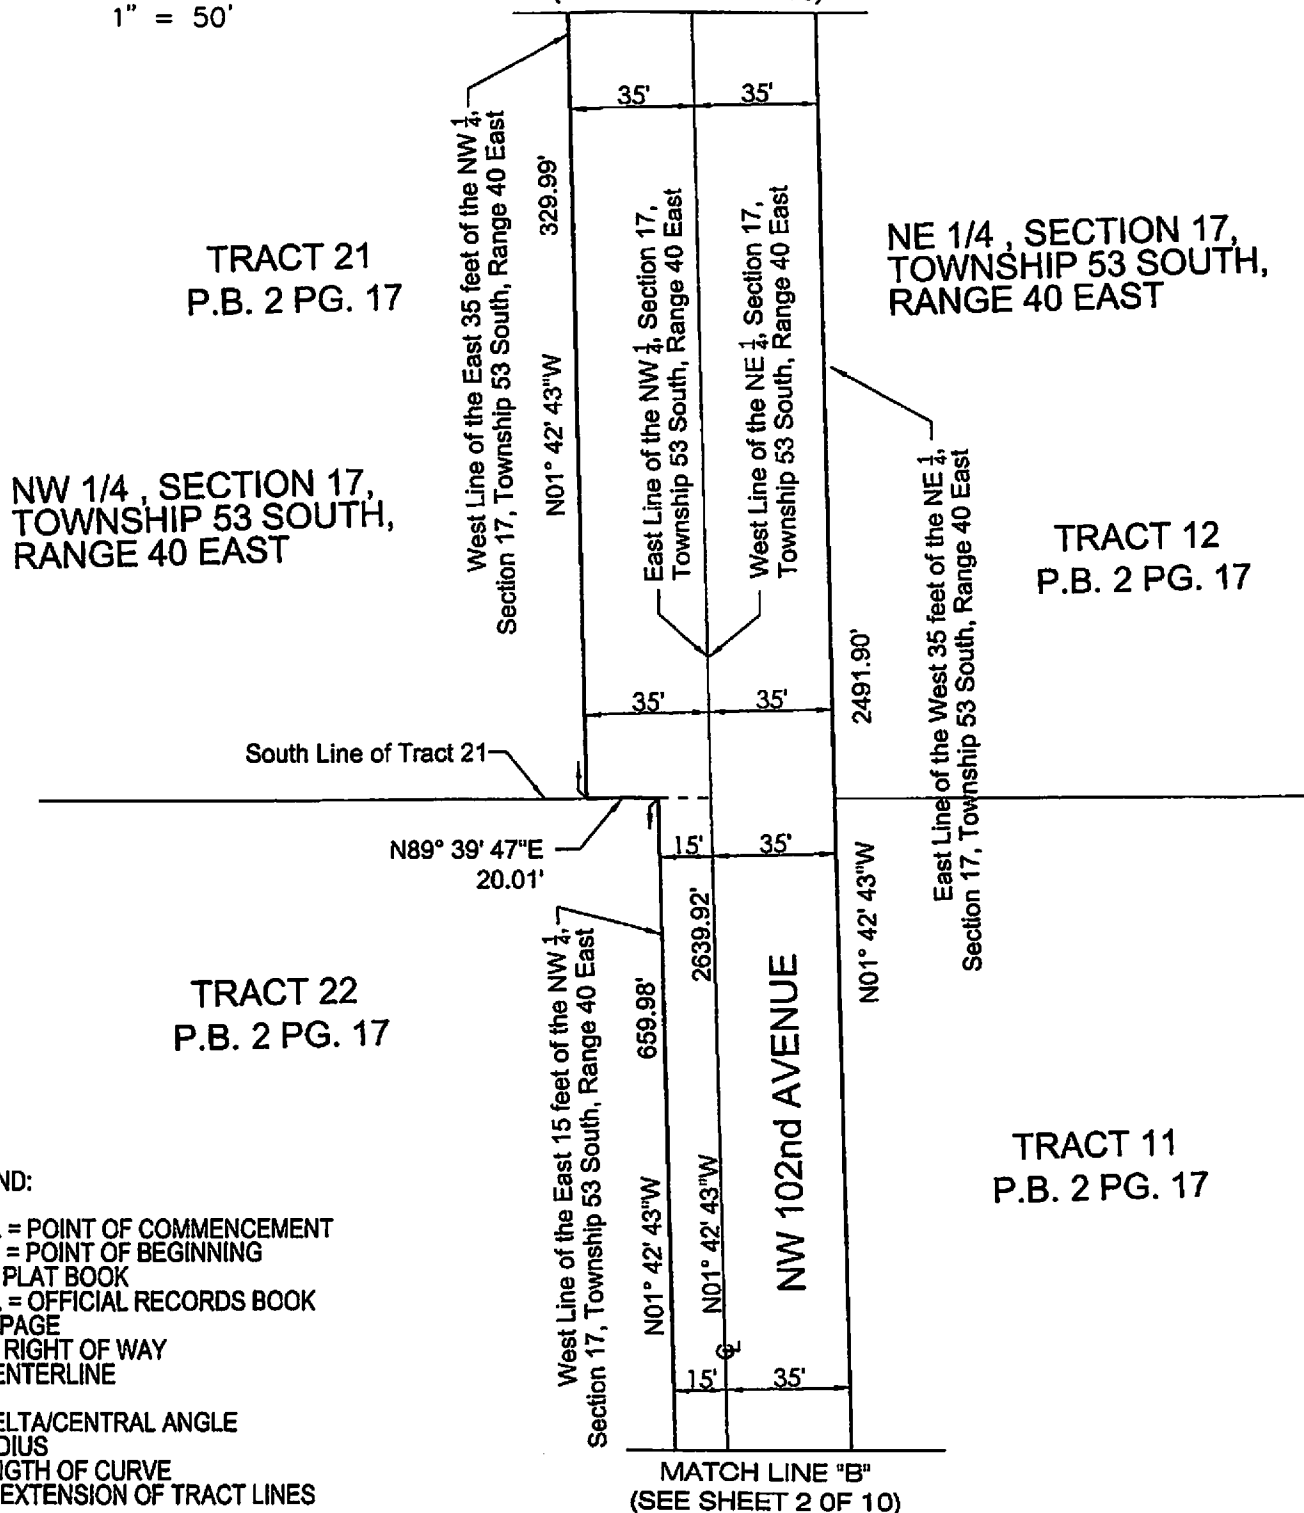 1" = 50'
35'
35'
West Line of the East 35 feet of the NW 1/4,
Section 17, Township 53 South, Range 40 East
329.99'
N01° 42' 43"W
East Line of the NW 1/4, Section 17,
Township 53 South, Range 40 East
West Line of the NE 1/4, Section 17,
Township 53 South, Range 40 East
TRACT 21
P.B. 2 PG. 17
NE 1/4 , SECTION 17,
TOWNSHIP 53 SOUTH,
RANGE 40 EAST
NW 1/4 , SECTION 17,
TOWNSHIP 53 SOUTH,
RANGE 40 EAST
TRACT 12
P.B. 2 PG. 17
East Line of the West 35 feet of the NE 1/4,
Section 17, Township 53 South, Range 40 East
2491.90'
35'
35'
South Line of Tract 21
N89° 39' 47"E
20.01'
15'
35'
N01° 42' 43"W
2639.92'
659.98'
West Line of the East 15 feet of the NW 1/4,
Section 17, Township 53 South, Range 40 East
TRACT 22
P.B. 2 PG. 17
N01° 42' 43"W
N01° 42' 43"W
NW 102nd AVENUE
TRACT 11
P.B. 2 PG. 17
ND:
= POINT OF COMMENCEMENT
= POINT OF BEGINNING
PLAT BOOK
= OFFICIAL RECORDS BOOK
PAGE
RIGHT OF WAY
ENTERLINE
ELTA/CENTRAL ANGLE
DIUS
NGTH OF CURVE
EXTENSION OF TRACT LINES
15'
35'
MATCH LINE "B"
(SEE SHEET 2 OF 10)